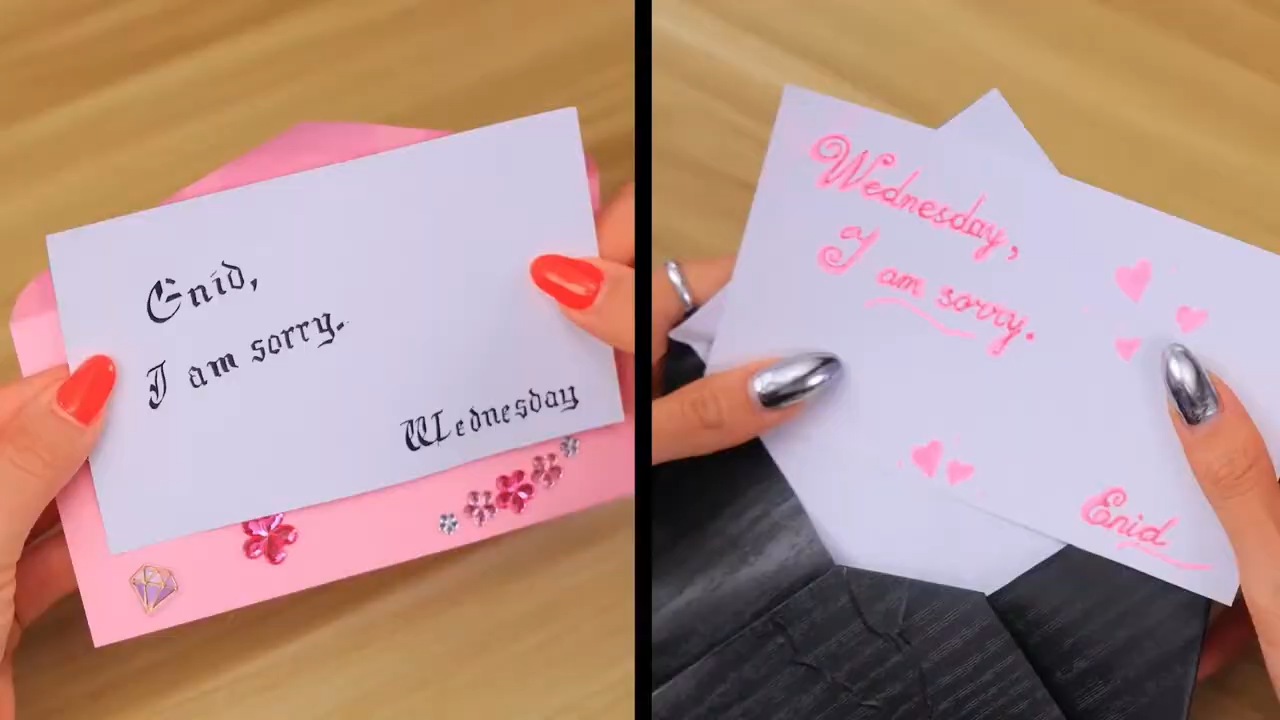 Enid,
I am sorry.
Wednesday
Wednesday,
I am sorry.
Enid